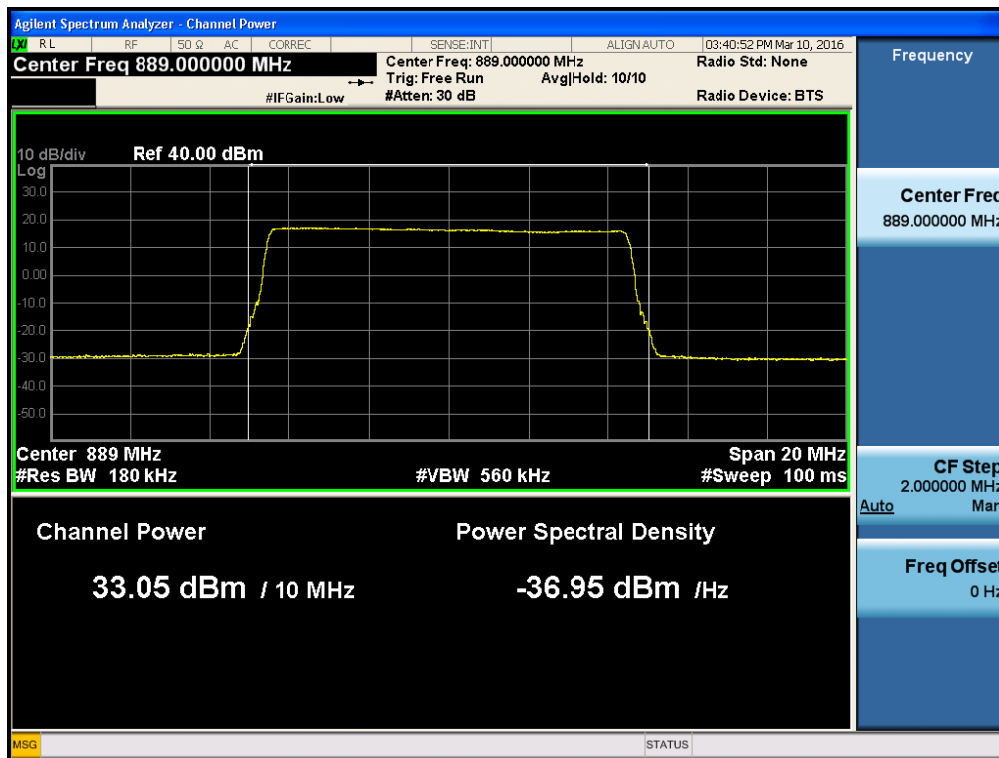 Agilent Spectrum Analyzer - Channel Power
LXI RL RF 50 Ω AC CORREC SENSE:INT ALIGN AUTO 03:40:52 PM Mar 10, 2016
Center Freq 889.000000 MHz
Center Freq: 889.000000 MHz
Radio Std: None
Trig: Free Run Avg|Hold: 10/10
#IFGain:Low
#Atten: 30 dB
Radio Device: BTS
10 dB/div Ref 40.00 dBm
Log
30.0
20.0
10.0
0.00
-10.0
-20.0
-30.0
-40.0
-50.0
Center 889 MHz Span 20 MHz
#Res BW 180 kHz #VBW 560 kHz #Sweep 100 ms
Channel Power Power Spectral Density
33.05 dBm / 10 MHz -36.95 dBm /Hz
Frequency
Center Freq
889.000000 MHz
CF Step
2.000000 MHz
Auto Man
Freq Offset
0 Hz
MSG STATUS